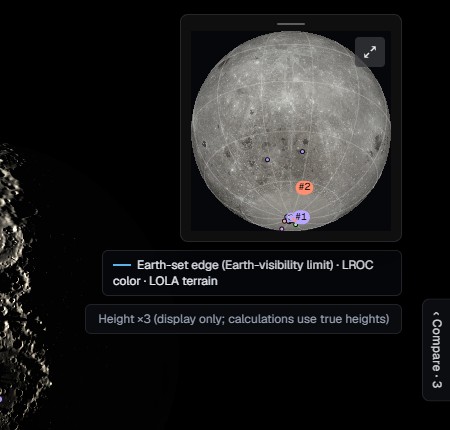 #2
#1
Earth-set edge (Earth-visibility limit) · LROC
color · LOLA terrain
Height ×3 (display only; calculations use true heights)
‹ Compare · 3